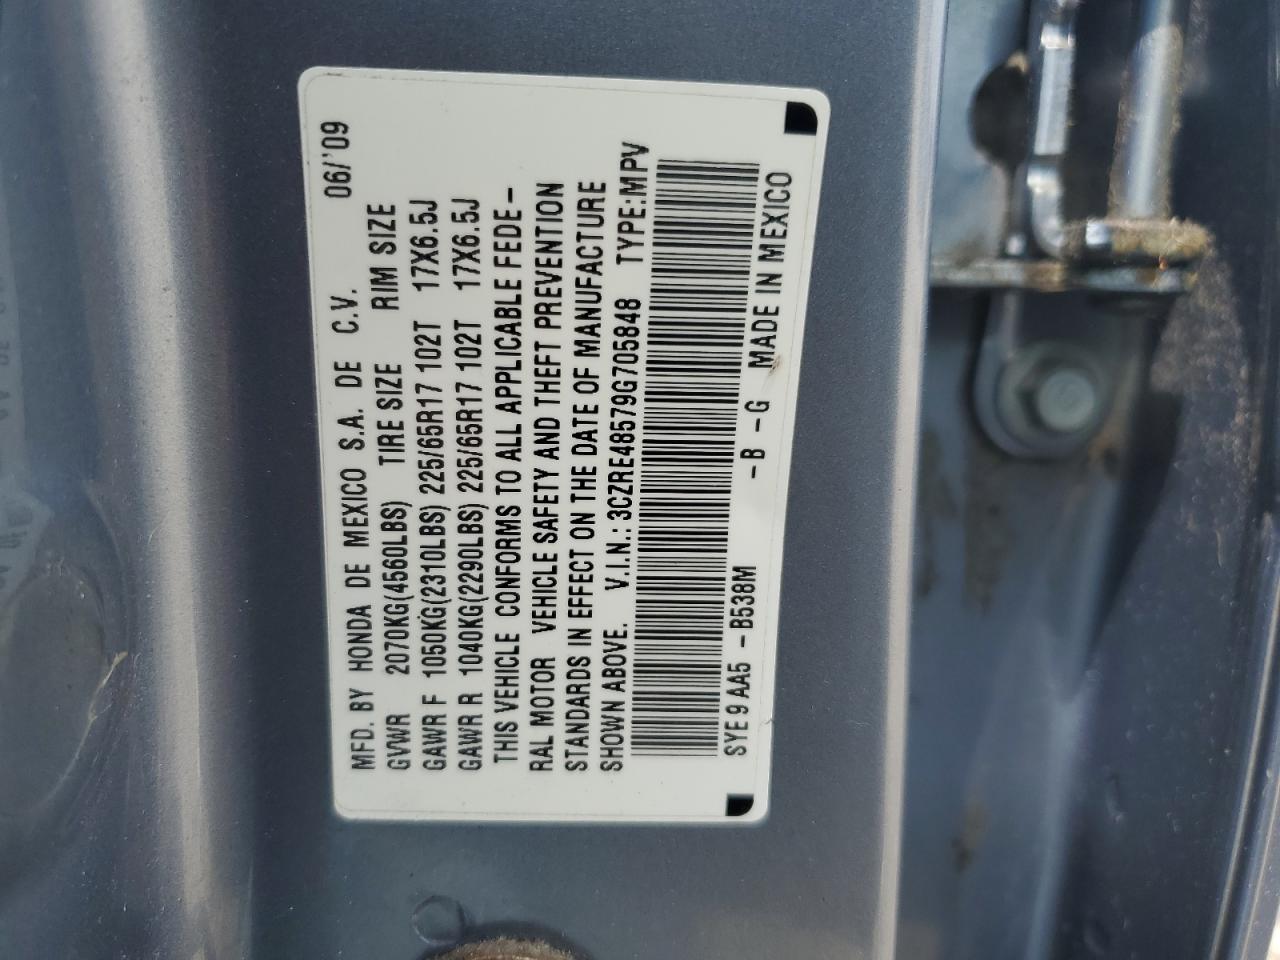 MFD. BY HONDA DE MEXICO S.A. DE C.V. 06/'09
GVWR 2070KG(4560LBS) TIRE SIZE RIM SIZE
GAWR F 1050KG(2310LBS) 225/65R17 102T 17X6.5J
GAWR R 1040KG(2290LBS) 225/65R17 102T 17X6.5J
THIS VEHICLE CONFORMS TO ALL APPLICABLE FEDE-
RAL MOTOR VEHICLE SAFETY AND THEFT PREVENTION
STANDARDS IN EFFECT ON THE DATE OF MANUFACTURE
SHOWN ABOVE. V.I.N.: 3CZRE48579G705848 TYPE:MPV
SYE 9 AA5 - B538M -B -G MADE IN MEXICO